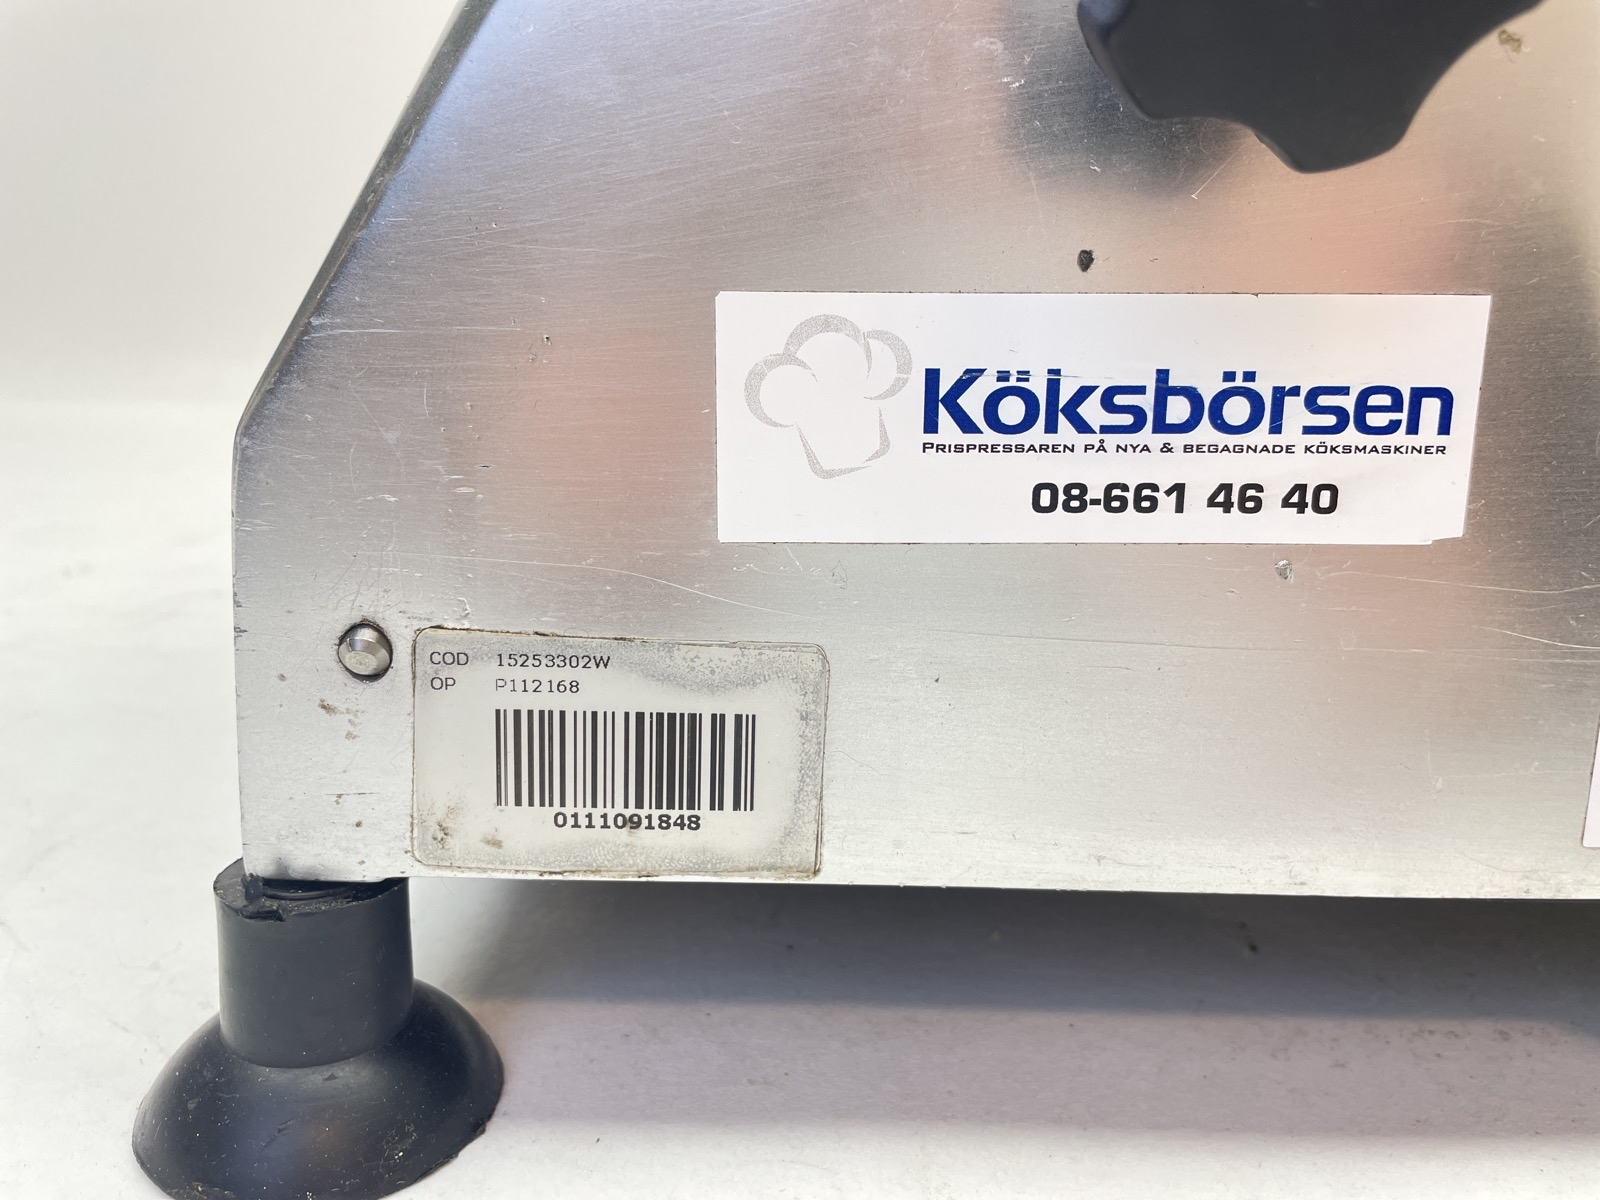 Köksbörsen
Prispressaren på nya & begagnade köksmaskiner
08-661 46 40
COD 15253302W
OP P112168
0111091848